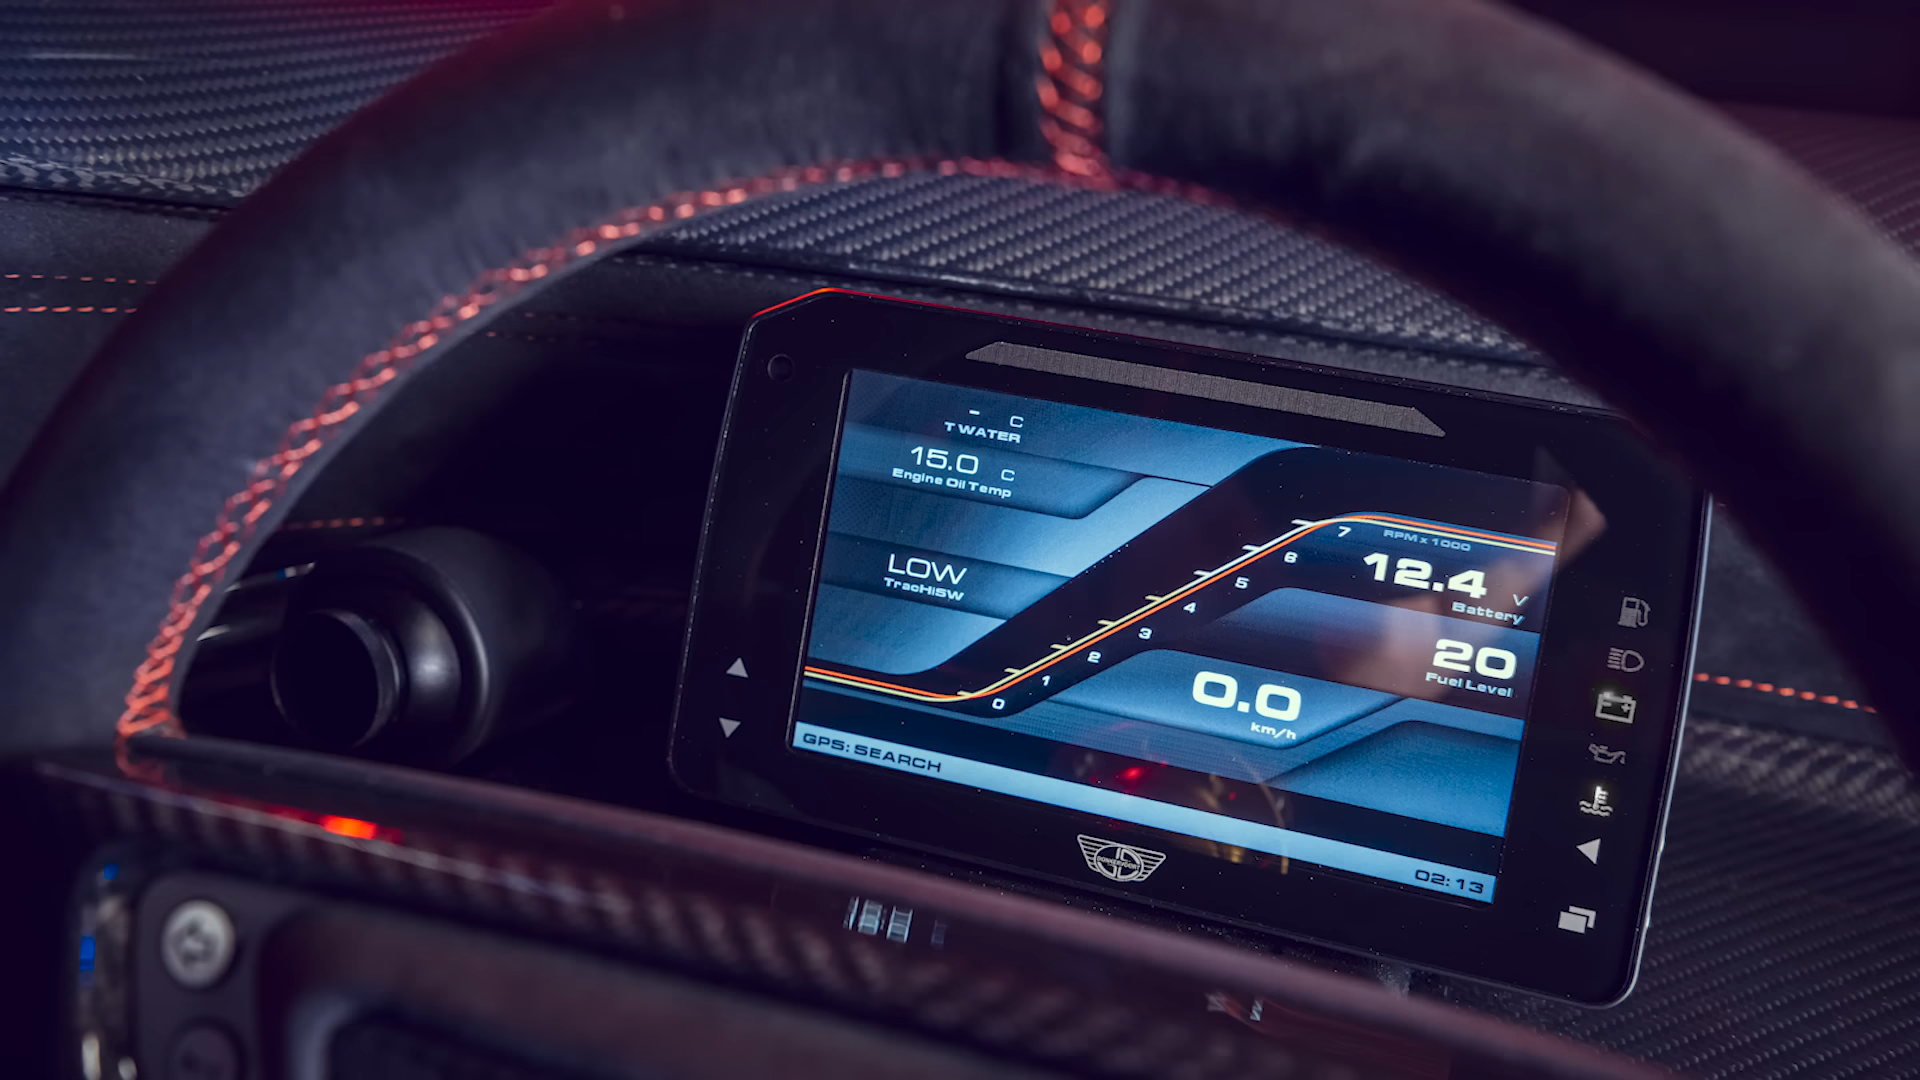 - C
T WATER
15.0 C
Engine Oil Temp
LOW
TracHiSW
0 1 2 3 4 5 6 7
RPM x 1000
12.4 V
Battery
20
Fuel Level
0.0
km/h
GPS: SEARCH
02:13
DONKERVOORT